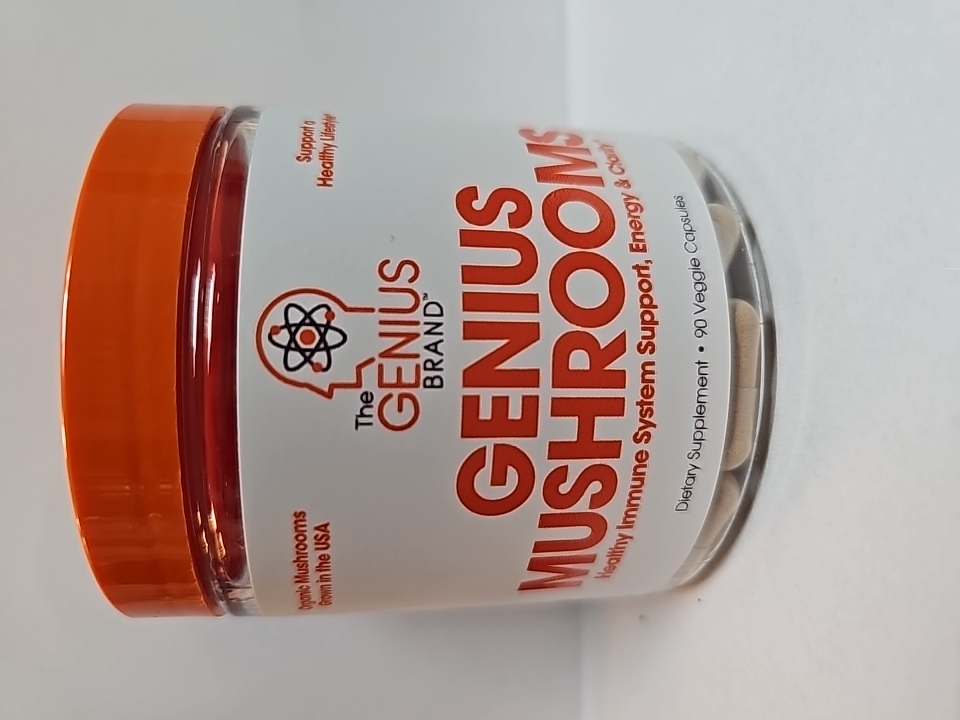 Organic Mushrooms
Grown in the USA
Support a
Healthy Lifestyle
The
GENIUS
BRAND™
GENIUS
MUSHROOMS
Healthy Immune System Support, Energy & Clarity
Dietary Supplement • 90 Veggie Capsules